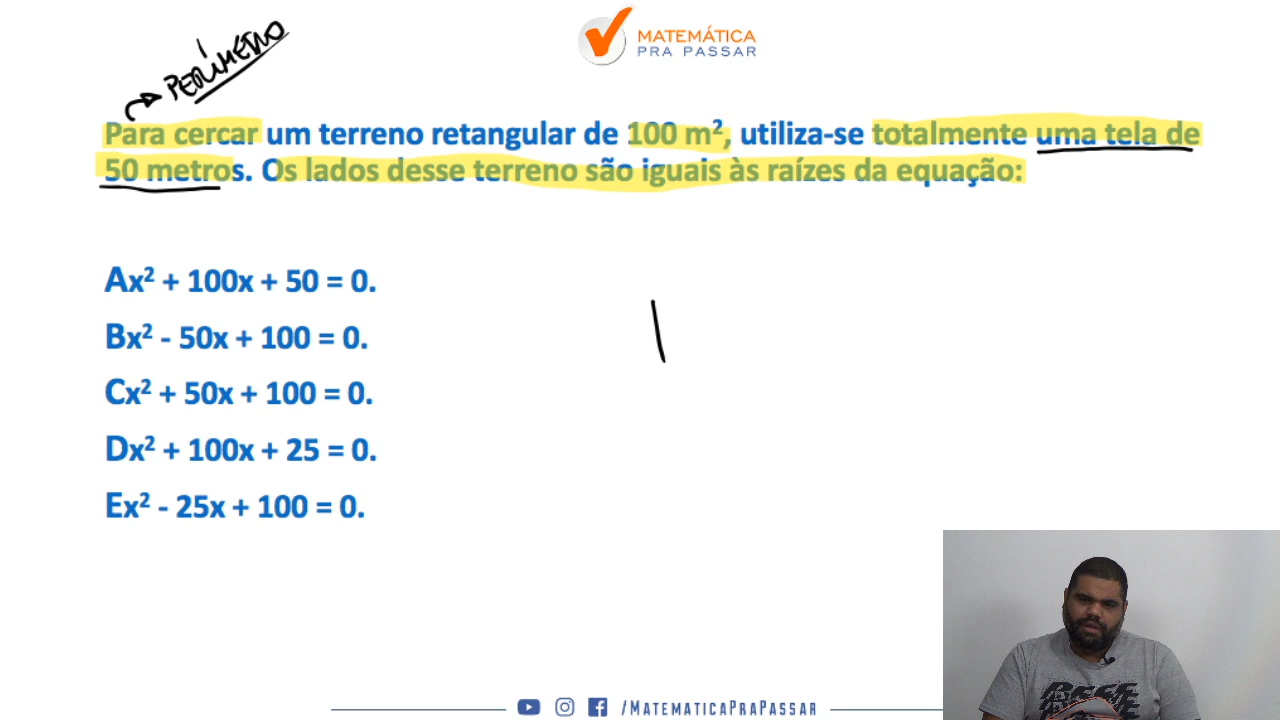 MATEMÁTICA
PRA PASSAR
PERÍMETRO
Para cercar um terreno retangular de 100 m², utiliza-se totalmente uma tela de
50 metros. Os lados desse terreno são iguais às raízes da equação:
Ax² + 100x + 50 = 0.
Bx² - 50x + 100 = 0.
Cx² + 50x + 100 = 0.
Dx² + 100x + 25 = 0.
Ex² - 25x + 100 = 0.
/MATEMATICAPRAPASSAR